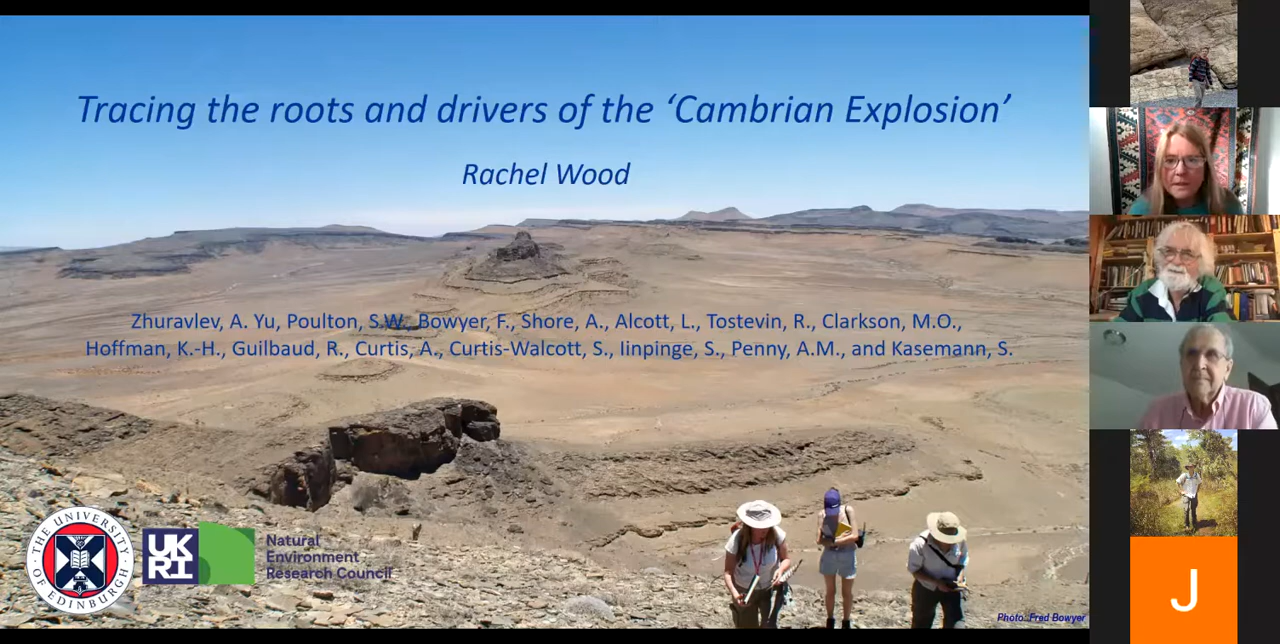 Tracing the roots and drivers of the ‘Cambrian Explosion’
Rachel Wood
Zhuravlev, A. Yu, Poulton, S.W., Bowyer, F., Shore, A., Alcott, L., Tostevin, R., Clarkson, M.O.,
Hoffman, K.-H., Guilbaud, R., Curtis, A., Curtis-Walcott, S., Iinpinge, S., Penny, A.M., and Kasemann, S.
THE UNIVERSITY OF EDINBURGH
UK
RI
Natural
Environment
Research Council
Photo: Fred Bowyer
J